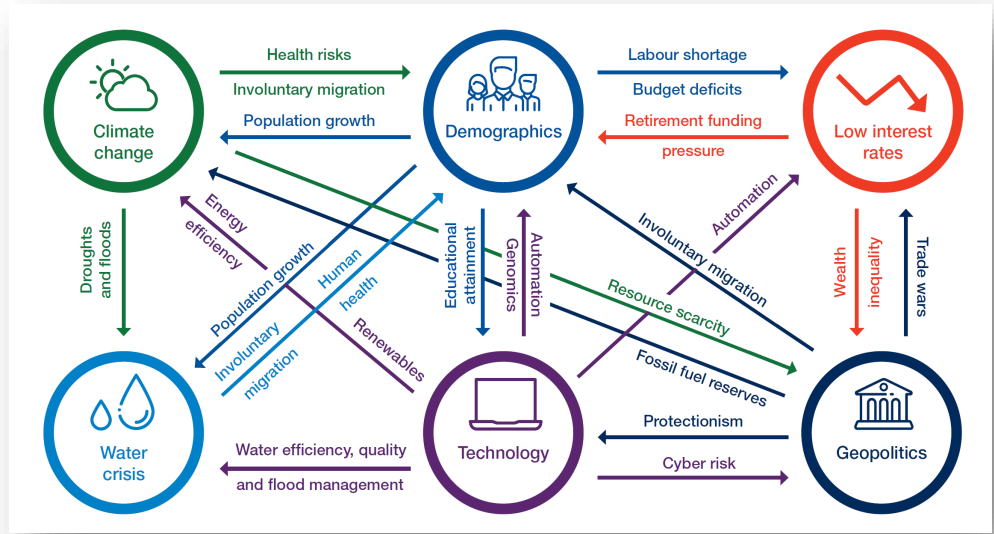 Health risks
Involuntary migration
Population growth
Labour shortage
Budget deficits
Retirement funding
pressure
Climate
change
Demographics
Low interest
rates
Droughts
and floods
Energy
efficiency
Population growth
Human
health
Involuntary
migration
Renewables
Educational
attainment
Automation
Genomics
Automation
Involuntary migration
Resource scarcity
Fossil fuel reserves
Wealth
inequality
Trade wars
Water
crisis
Water efficiency, quality
and flood management
Technology
Protectionism
Cyber risk
Geopolitics